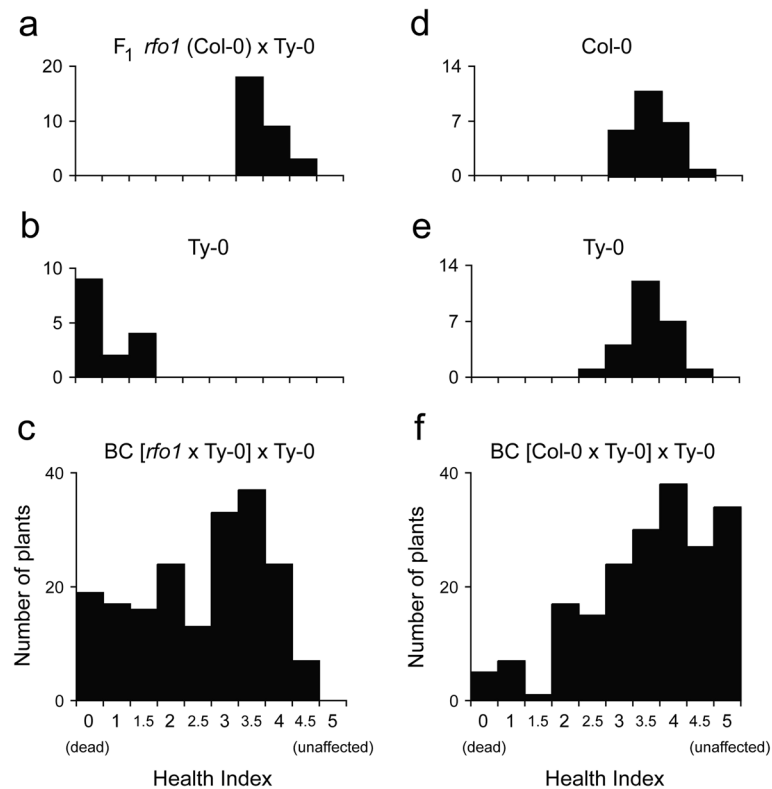 a
F1 rfo1 (Col-0) x Ty-0
20
10
0
b
Ty-0
10
5
0
c
BC [rfo1 x Ty-0] x Ty-0
40
20
0
Number of plants
0 1 1.5 2 2.5 3 3.5 4 4.5 5
(dead) (unaffected)
Health Index
d
Col-0
14
7
0
e
Ty-0
14
7
0
f
BC [Col-0 x Ty-0] x Ty-0
40
20
0
Number of plants
0 1 1.5 2 2.5 3 3.5 4 4.5 5
(dead) (unaffected)
Health Index